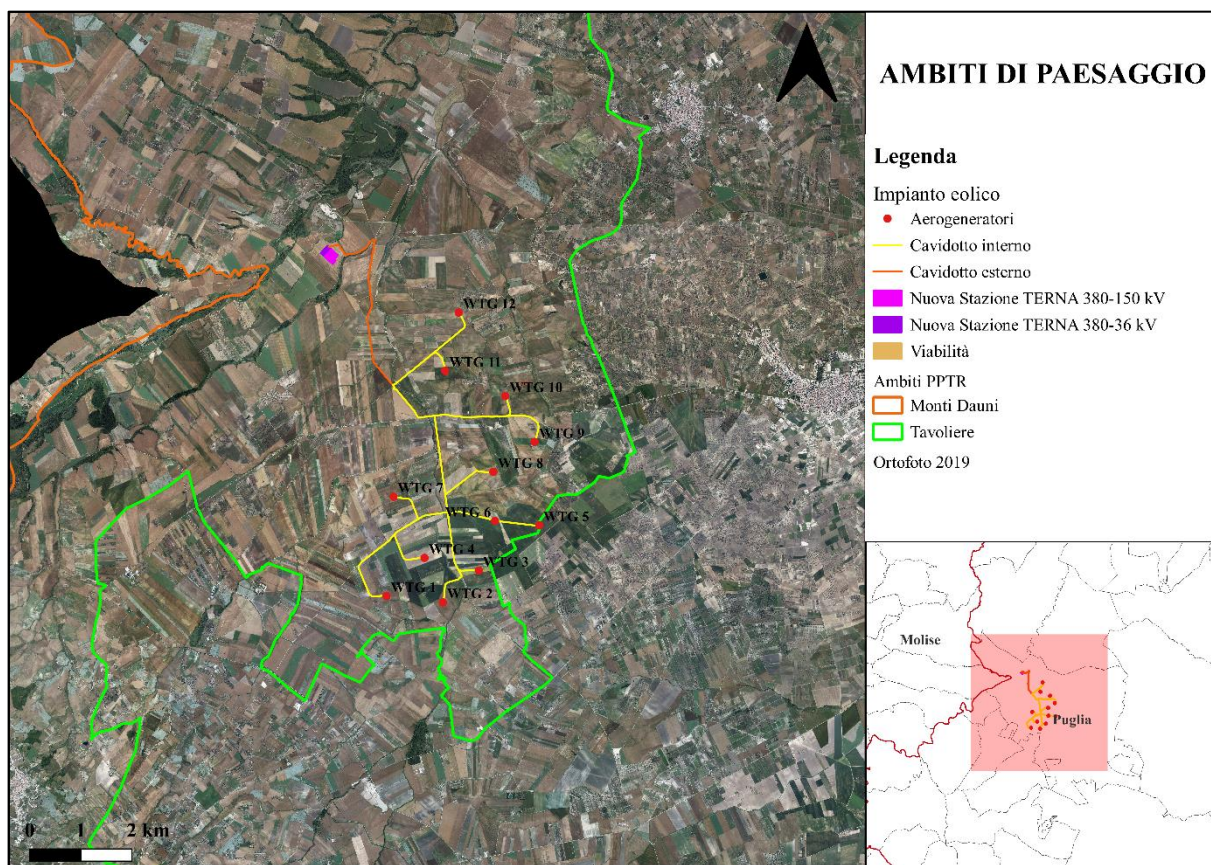 AMBITI DI PAESAGGIO
Legenda
Impianto eolico
Aerogeneratori
Cavidotto interno
Cavidotto esterno
Nuova Stazione TERNA 380-150 kV
Nuova Stazione TERNA 380-36 kV
Viabilità
Ambiti PPTR
Monti Dauni
Tavoliere
Ortofoto 2019
WTG 12
WTG 11
WTG 10
WTG 9
WTG 8
WTG 7
WTG 6
WTG 5
WTG 4
WTG 3
WTG 1
WTG 2
0 1 2 km
Molise
Puglia